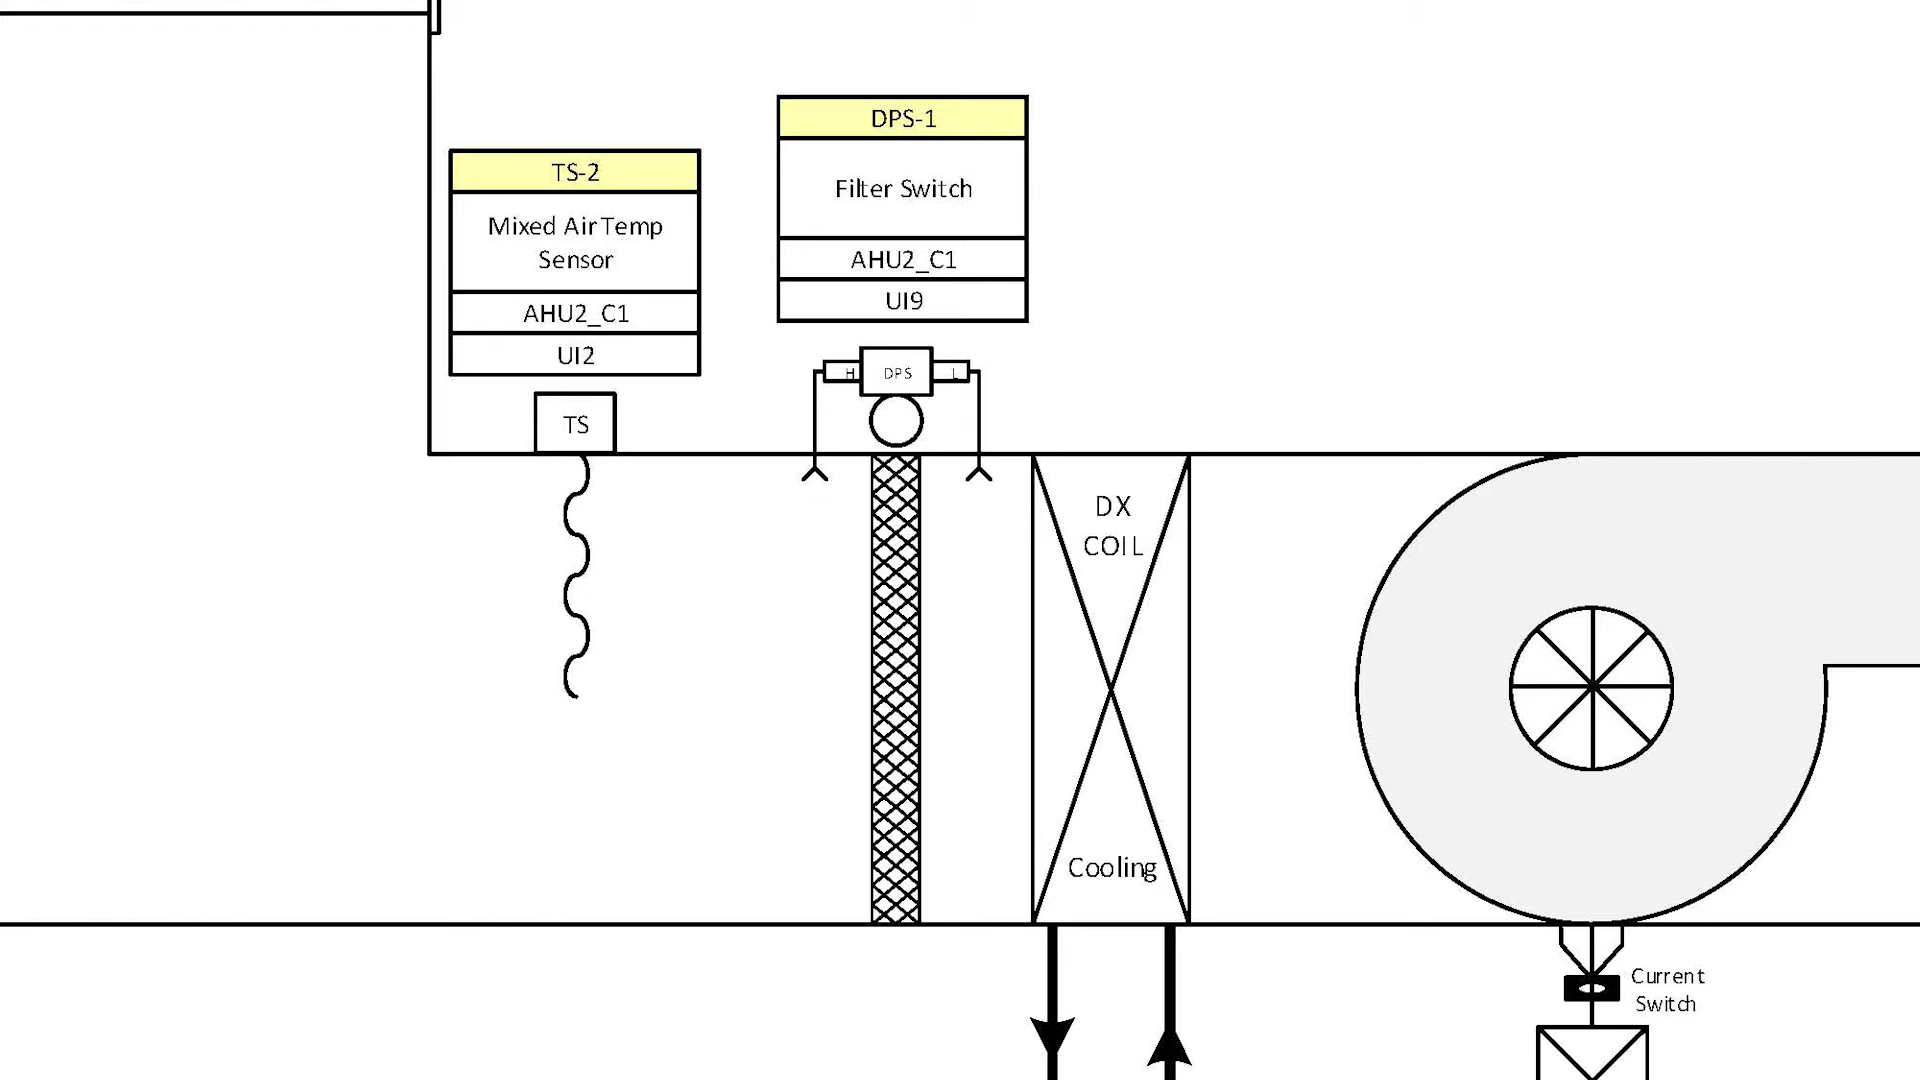 DPS-1
Filter Switch
AHU2_C1
UI9
TS-2
Mixed Air Temp
Sensor
AHU2_C1
UI2
H
DPS
L
TS
DX
COIL
Cooling
Current
Switch